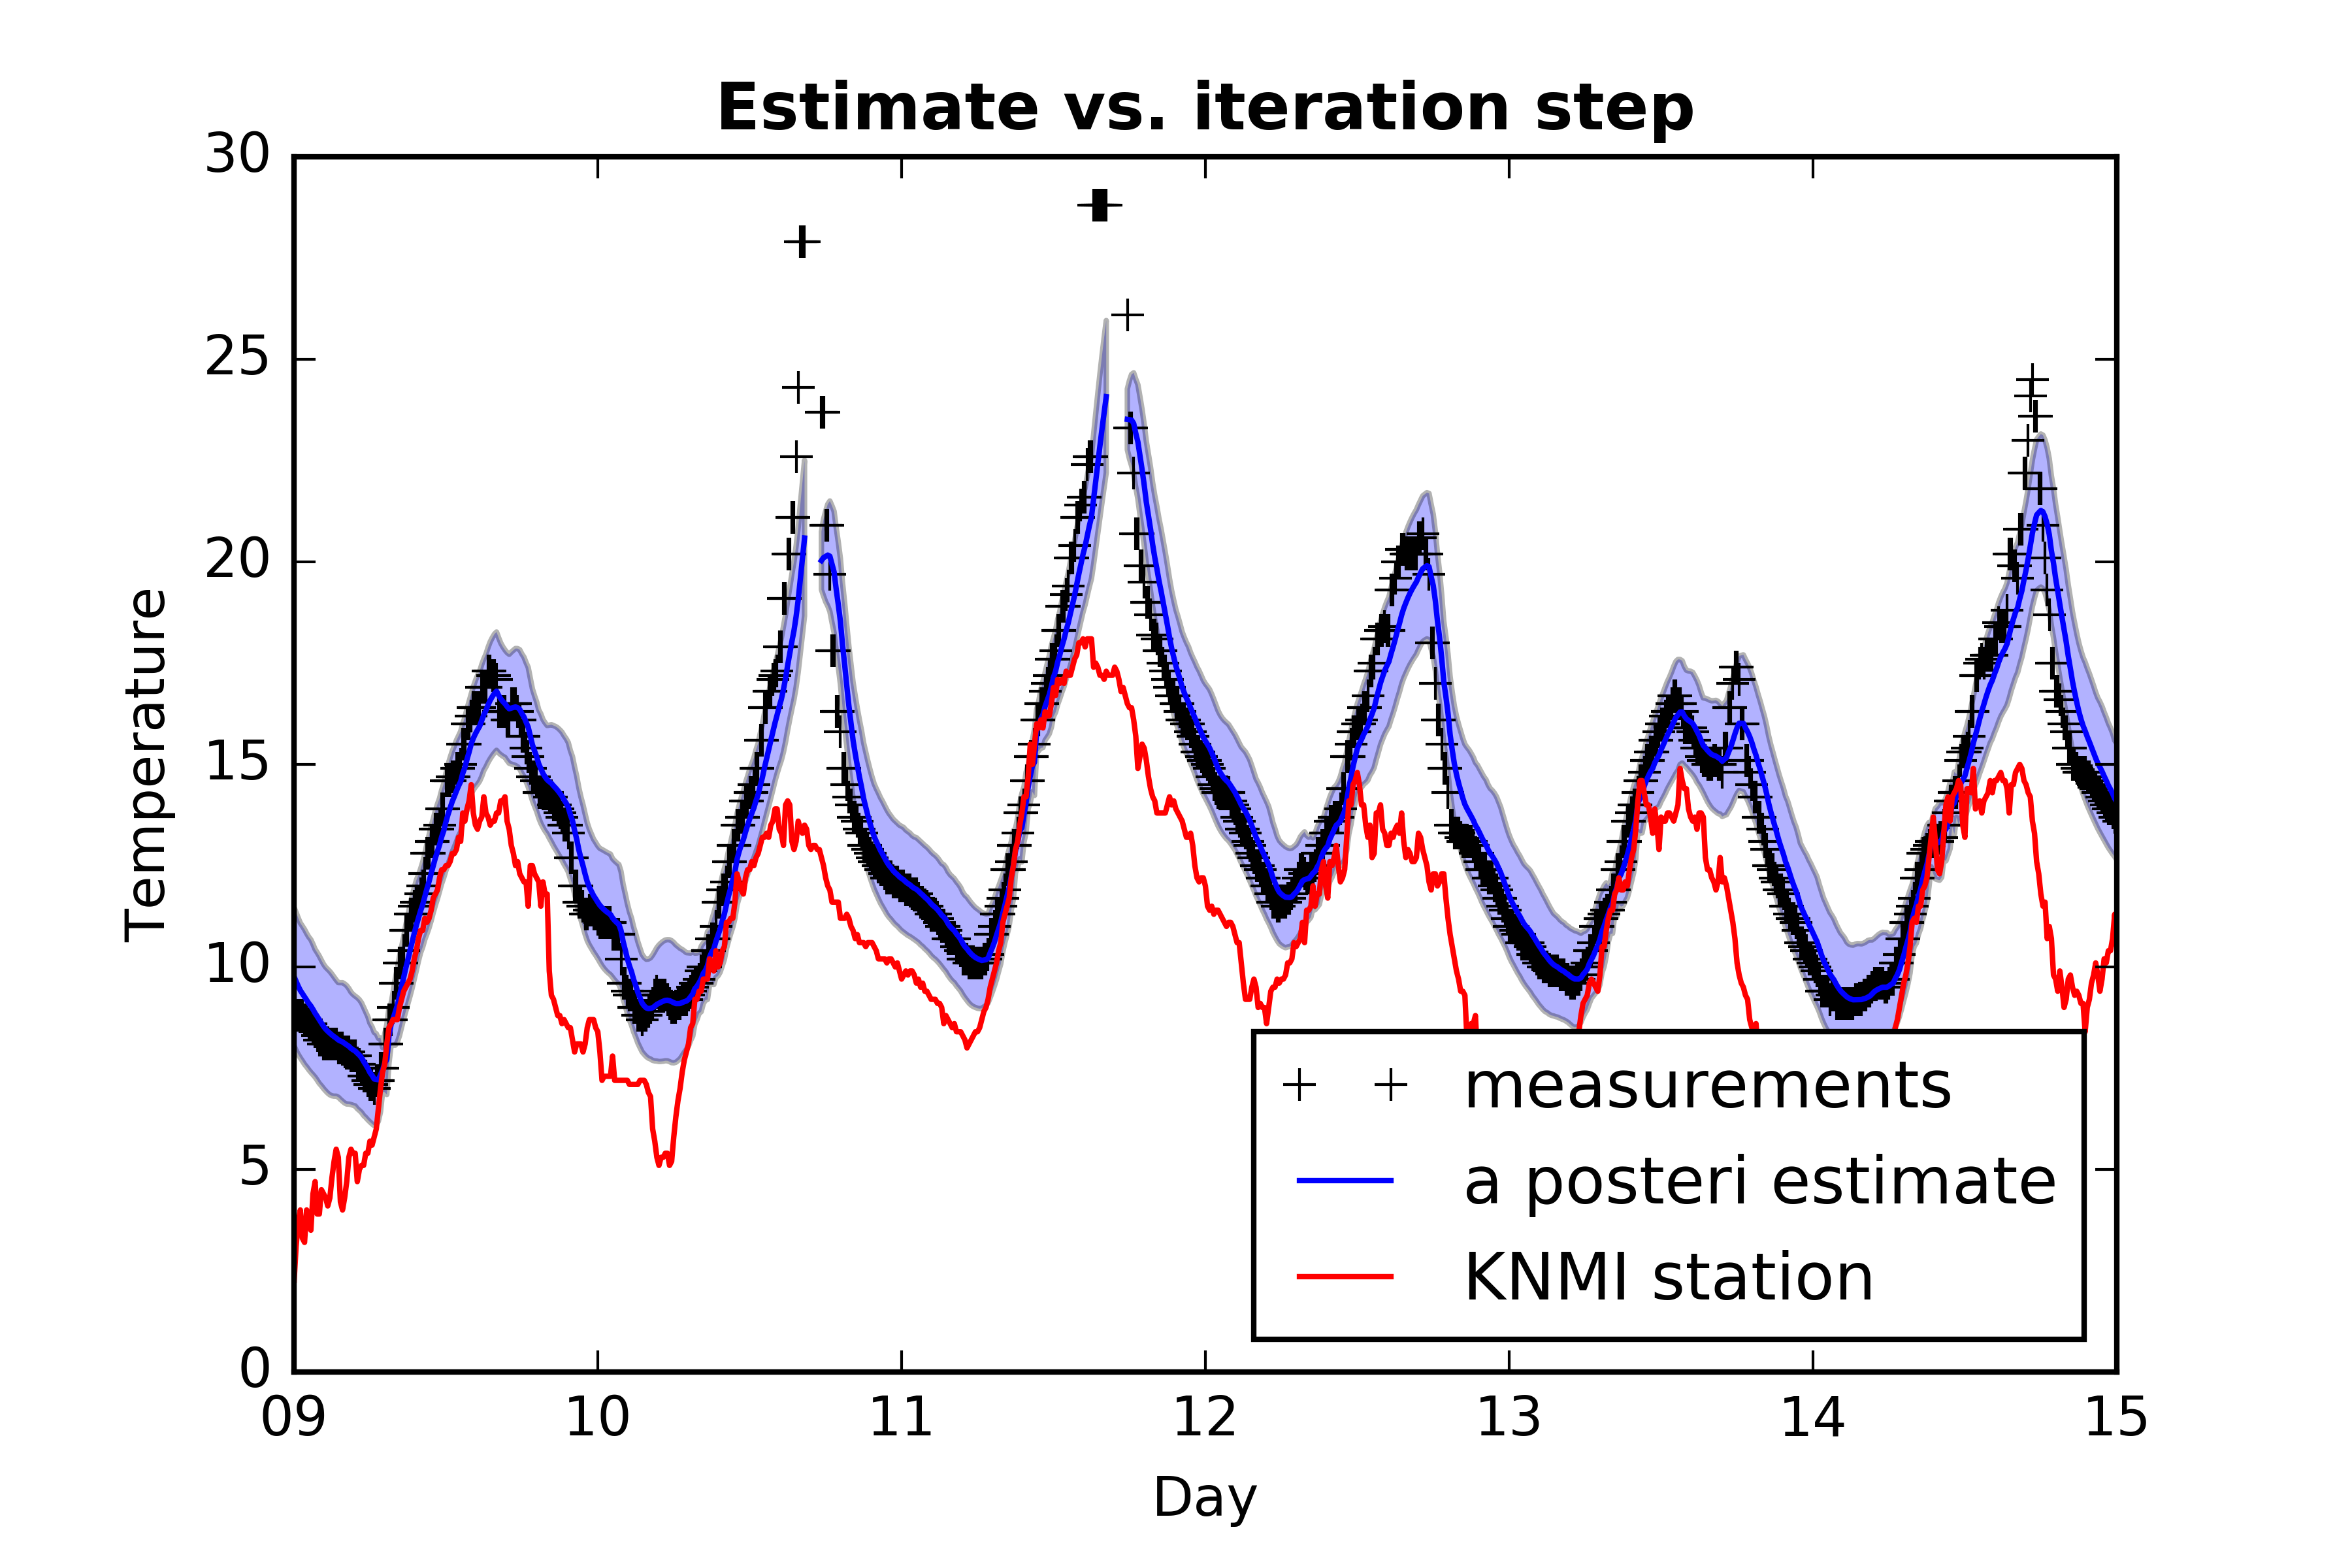 Estimate vs. iteration step
30
25
20
15
10
5
0
Temperature
09 10 11 12 13 14 15
Day
measurements
a posteri estimate
KNMI station